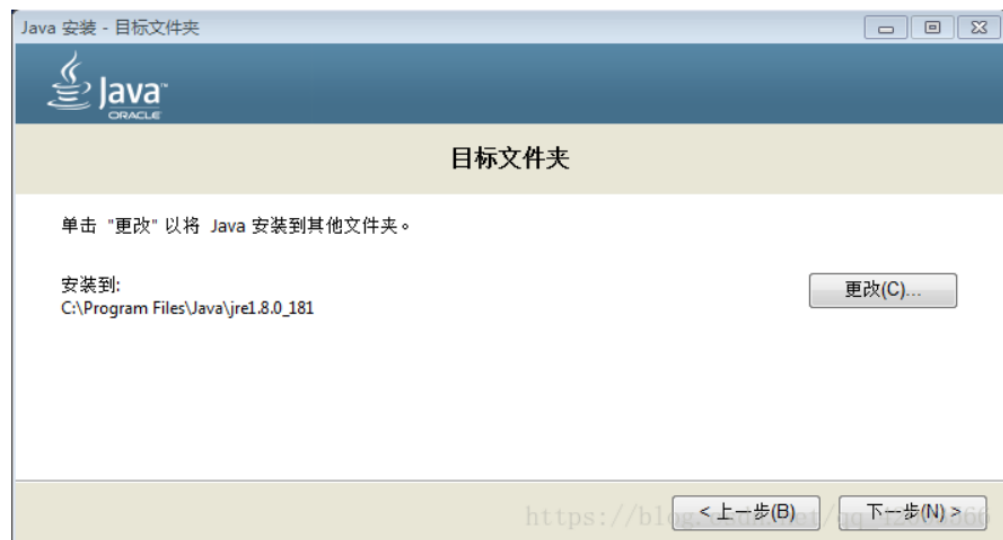 Java 安装 - 目标文件夹
Java™
ORACLE
目标文件夹
单击 "更改" 以将 Java 安装到其他文件夹。
安装到:
更改(C)...
C:\Program Files\Java\jre1.8.0_181
<上一步(B)
下一步(N) >